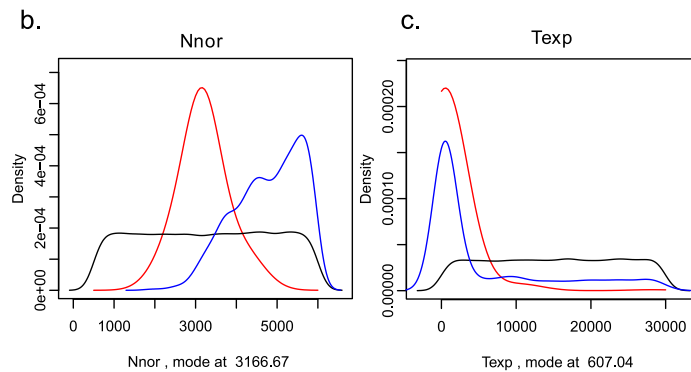 b.
Nnor
Density
0e+00 2e-04 4e-04 6e-04
0 1000 3000 5000
Nnor , mode at 3166.67
c.
Texp
Density
0.00000 0.00010 0.00020
0 10000 20000 30000
Texp , mode at 607.04